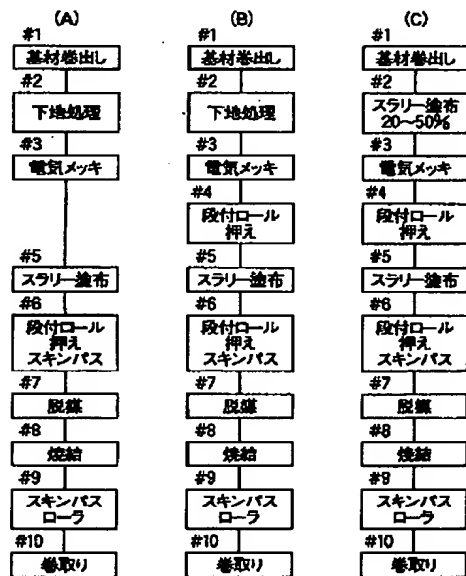 (A)
#1
基材巻出し
#2
下地処理
#3
電気メッキ
#5
スラリー塗布
#6
段付ロール
押え
スキンパス
#7
脱媒
#8
焼結
#9
スキンパス
ローラ
#10
巻取り
(B)
#1
基材巻出し
#2
下地処理
#3
電気メッキ
#4
段付ロール
押え
#5
スラリー塗布
#6
段付ロール
押え
スキンパス
#7
脱媒
#8
焼結
#9
スキンパス
ローラ
#10
巻取り
(C)
#1
基材巻出し
#2
スラリー塗布
20～50%
#3
電気メッキ
#4
段付ロール
押え
#5
スラリー塗布
#6
段付ロール
押え
スキンパス
#7
脱媒
#8
焼結
#9
スキンパス
ローラ
#10
巻取り